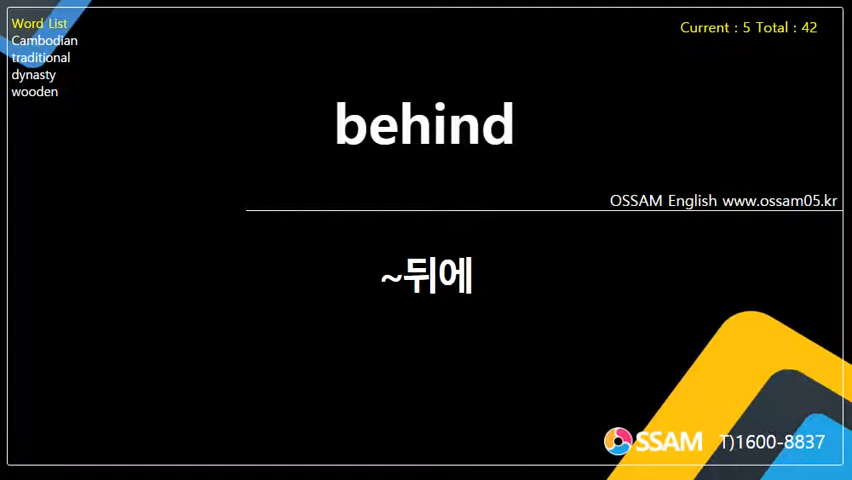 Word List
Cambodian
traditional
dynasty
wooden
Current : 5 Total : 42
behind
OSSAM English www.ossam05.kr
~뒤에
OSSAM T)1600-8837